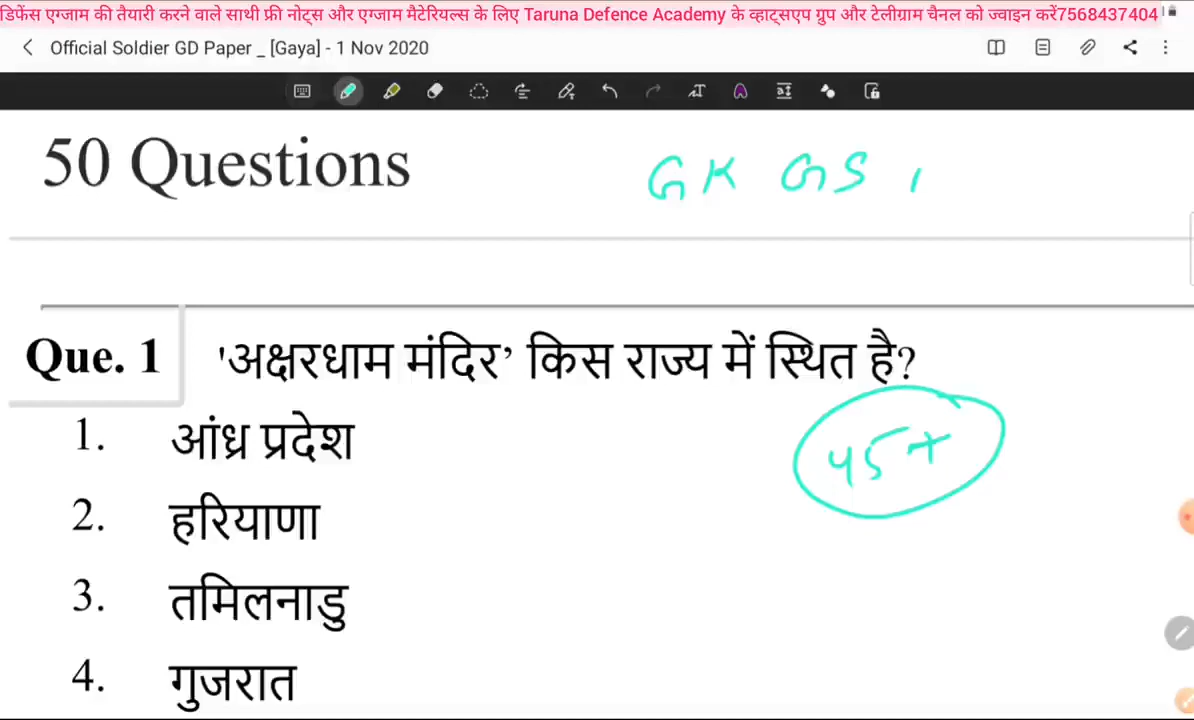 डिफेंस एग्जाम की तैयारी करने वाले साथी फ्री नोट्स और एग्जाम मैटेरियल्स के लिए Taruna Defence Academy के व्हाट्सएप ग्रुप और टेलीग्राम चैनल को ज्वाइन करें7568437404
Official Soldier GD Paper _ [Gaya] - 1 Nov 2020
50 Questions
GK GS ,
Que. 1 'अक्षरधाम मंदिर’ किस राज्य में स्थित है?
45+
1. आंध्र प्रदेश
2. हरियाणा
3. तमिलनाडु
4. गुजरात